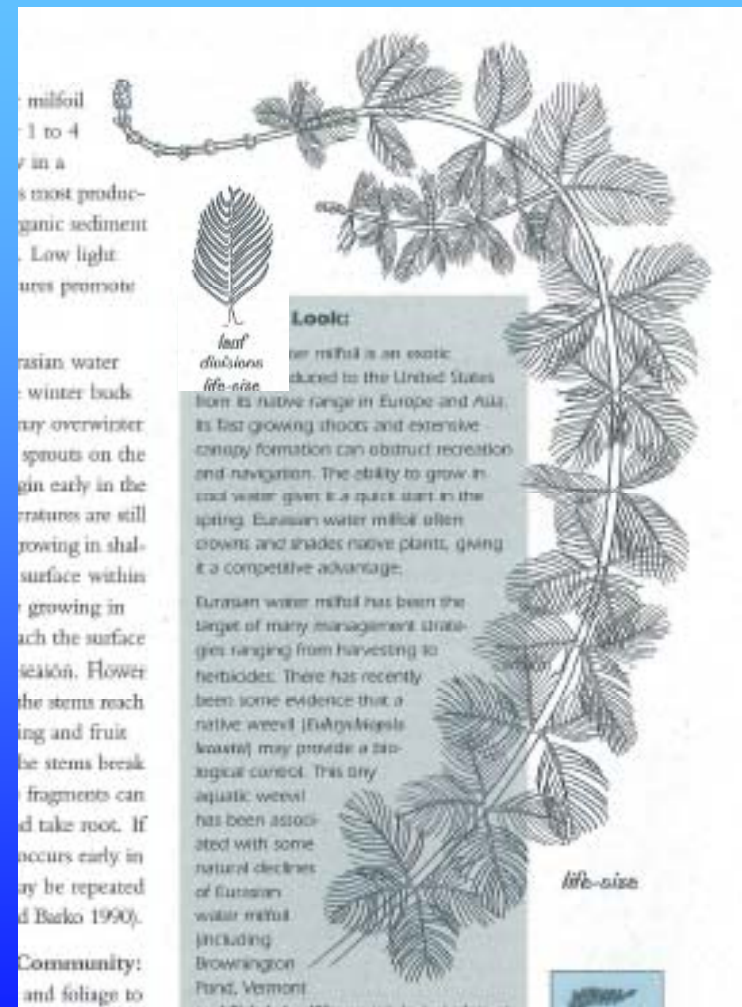 milfoil
1 to 4
in a
s most produc-
ganic sediment
. Low light
ures promote
rasian water
winter buds
may overwinter
sprouts on the
gin early in the
eratures are still
growing in shal-
surface within
growing in
ach the surface
season. Flower
the stems reach
ing and fruit
he stems break
fragments can
d take root. If
occurs early in
ay be repeated
d Barko 1990).
Community:
and foliage to
leaf
divisions
life-size
Look:
er milfoil is an exotic
duced to the United States
from its native range in Europe and Asia.
Its fast growing shoots and extensive
canopy formation can obstruct recreation
and navigation. The ability to grow in
cool water gives it a quick start in the
spring. Eurasian water milfoil often
crowns and shades native plants, giving
it a competitive advantage.
Eurasian water milfoil has been the
target of many management strate-
gies ranging from harvesting to
herbicides. There has recently
been some evidence that a
native weevil
may provide a bio-
logical control. This tiny
aquatic weevil
has been associ-
ated with some
natural declines
of Eurasian
water milfoil
(including
Brownington
Pond, Vermont
life-size